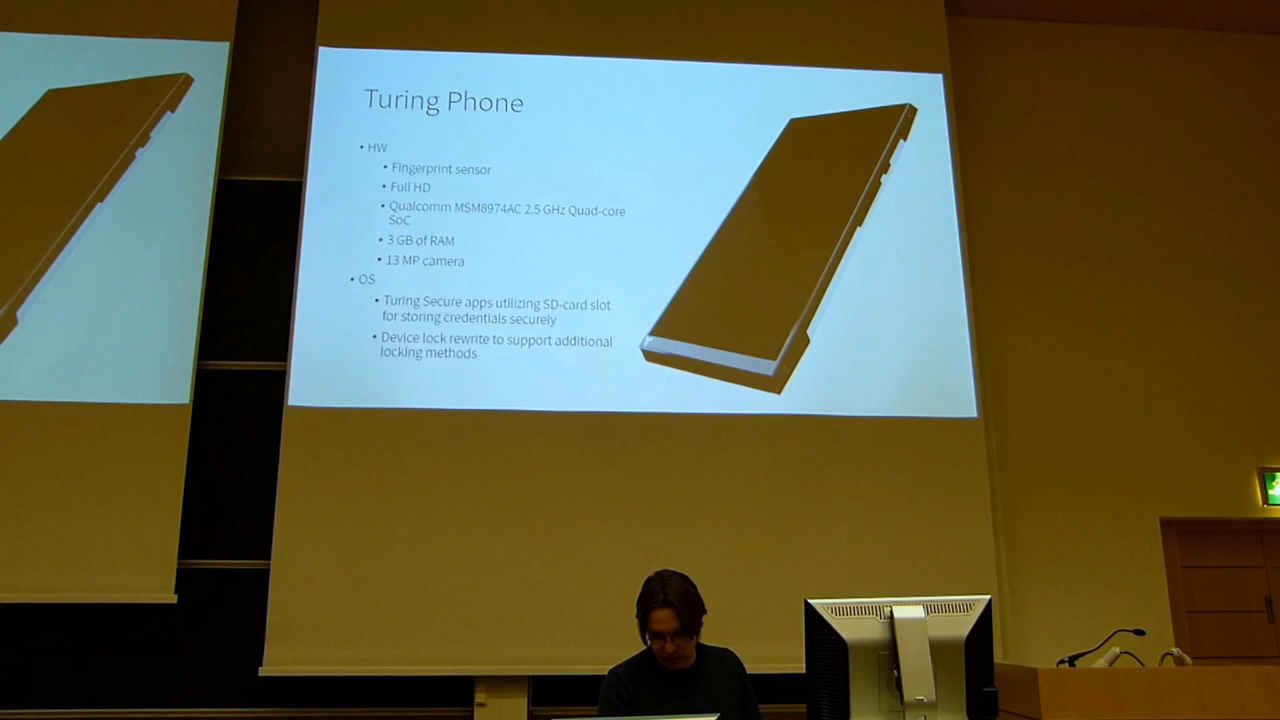 Turing Phone
• HW
• Fingerprint sensor
• Full HD
• Qualcomm MSM8974AC 2.5 GHz Quad-core
SoC
• 3 GB of RAM
• 13 MP camera
• OS
• Turing Secure apps utilizing SD-card slot
for storing credentials securely
• Device lock rewrite to support additional
locking methods